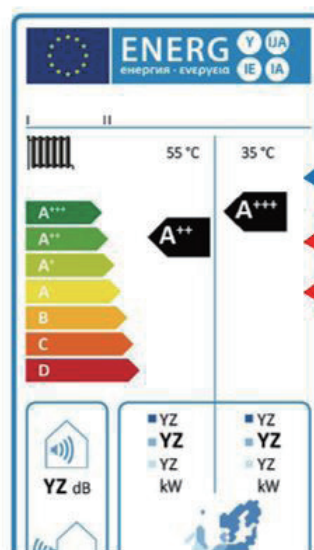 ENERG Y IJA
енергия · ενεργεια IE IA
I II
55 °C 35 °C
A+++
A++
A+
A
B
C
D
A++
A+++
YZ YZ
YZ YZ
YZ YZ
kW kW
YZ dB